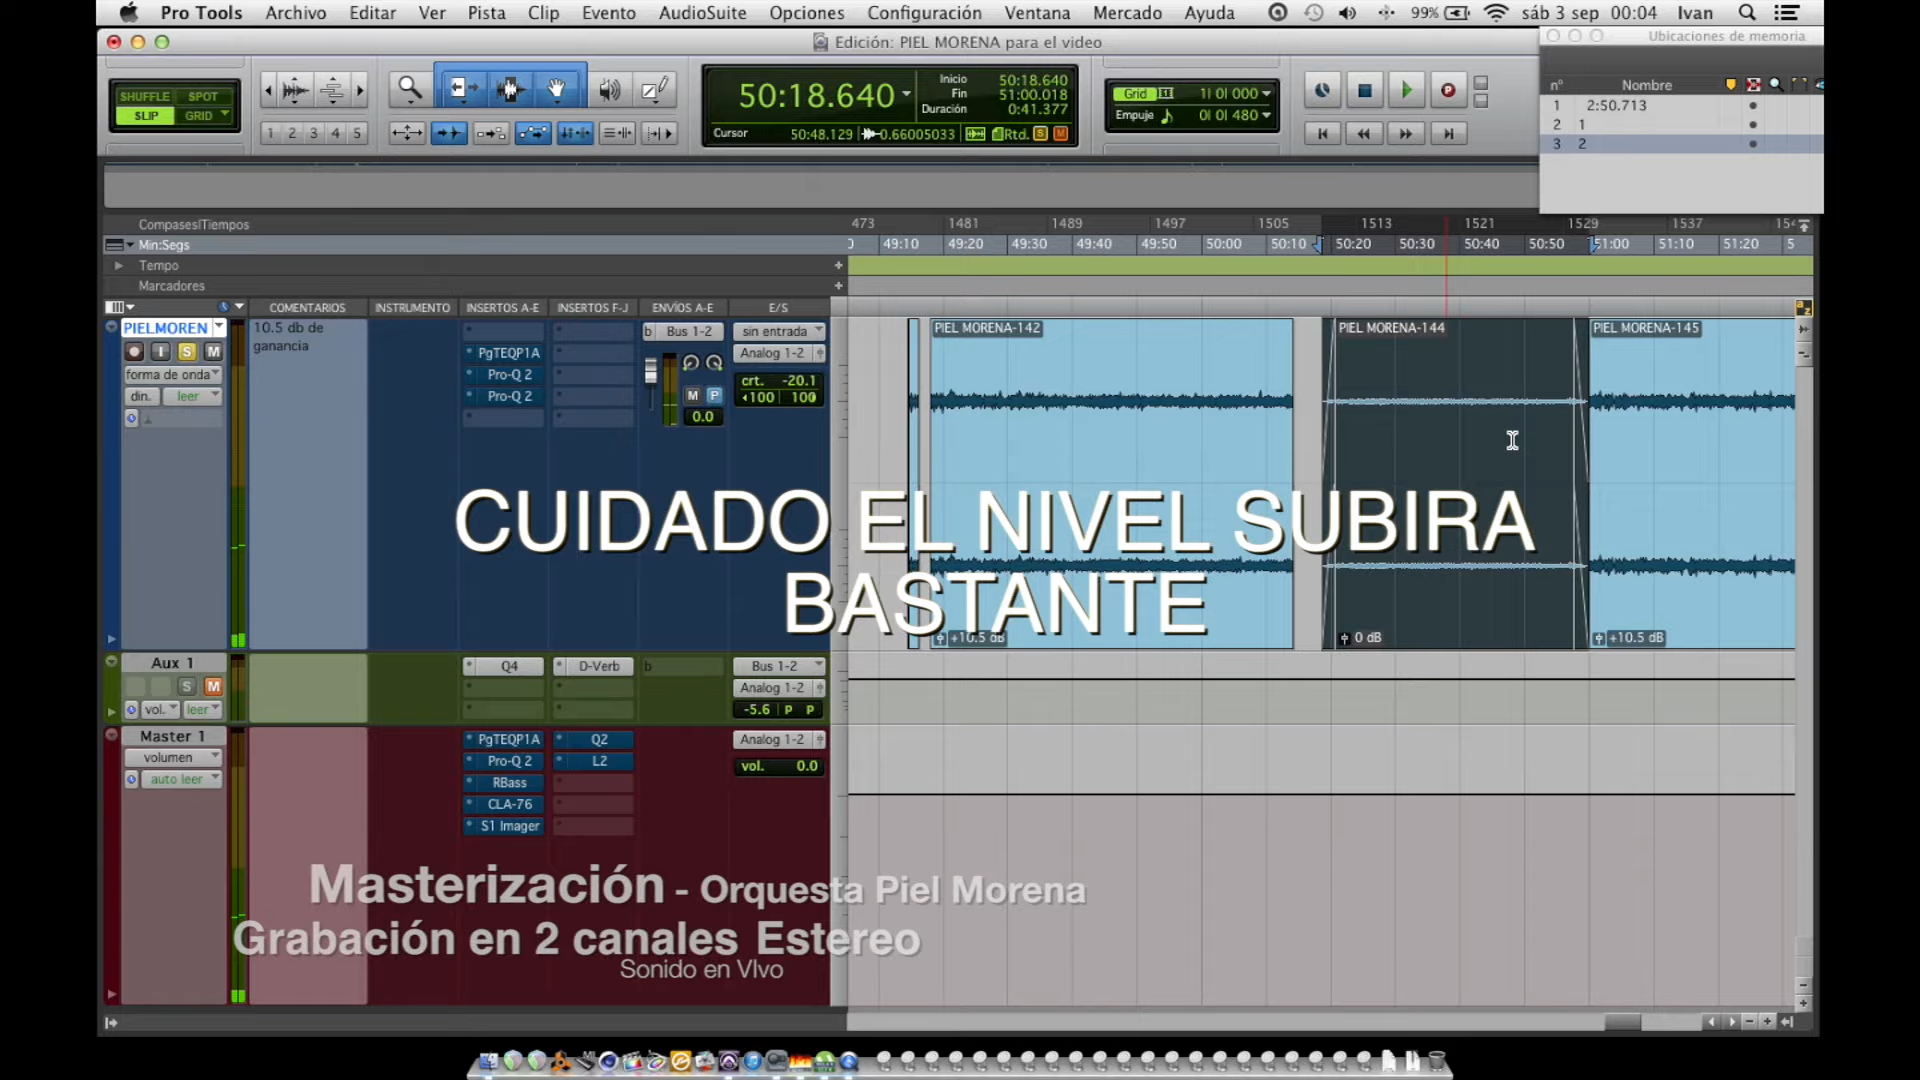 Pro Tools Archivo Editar Ver Pista Clip Evento AudioSuite Opciones Configuración Ventana Mercado Ayuda 99% sáb 3 sep 00:04 Ivan
Edición: PIEL MORENA para el video
Ubicaciones de memoria
nº Nombre
1 2:50.713
2 1
3 2
SHUFFLE SPOT
SLIP GRID
1 2 3 4 5
50:18.640
Inicio 50:18.640
Fin 51:00.018
Duración 0:41.377
Cursor 50:48.129 -0.66005033 Rtd. S M
Grid 1| 0| 000
Empuje 0| 0| 480
Compases|Tiempos 473 1481 1489 1497 1505 1513 1521 1529 1537
Min:Segs 49:10 49:20 49:30 49:40 49:50 50:00 50:10 50:20 50:30 50:40 50:50 51:00 51:10 51:20 5
Tempo
Marcadores
COMENTARIOS INSTRUMENTO INSERTOS A-E INSERTOS F-J ENVÍOS A-E E/S
PIELMOREN
I S M
forma de onda
din. leer
10.5 db de
ganancia
PgTEQP1A
Pro-Q 2
Pro-Q 2
b Bus 1-2
M P
0.0
sin entrada
Analog 1-2
crt. -20.1
100 100
PIEL MORENA-142 PIEL MORENA-144 PIEL MORENA-145
+10.5 dB 0 dB +10.5 dB
CUIDADO EL NIVEL SUBIRA
BASTANTE
Aux 1
S M
vol. leer
Q4 D-Verb b
Bus 1-2
Analog 1-2
-5.6 P P
Master 1
volumen
auto leer
PgTEQP1A Q2
Pro-Q 2 L2
RBass
CLA-76
S1 Imager
Analog 1-2
vol. 0.0
Masterización - Orquesta Piel Morena
Grabación en 2 canales Estereo
Sonido en VIvo